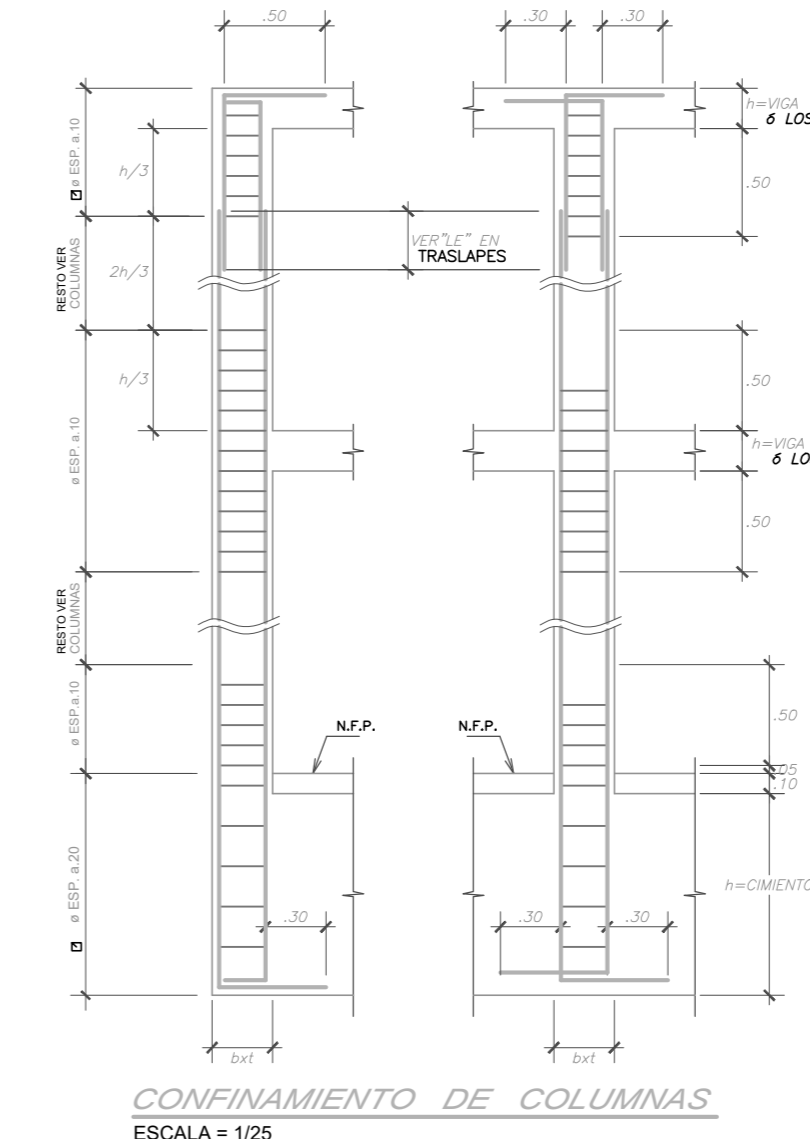 .50
.30
.30
h=VIGA
ó LOS
ø ESP. a.10
h/3
.50
VER"LE" EN
TRASLAPES
RESTO VER
COLUMNAS
2h/3
h/3
.50
ø ESP. a.10
h=VIGA
ó LO
.50
RESTO VER
COLUMNAS
ø ESP.a.10
.50
N.F.P.
N.F.P.
.05
.10
ø ESP. a.20
h=CIMIENTO
.30
.30
.30
bxt
bxt
CONFINAMIENTO DE COLUMNAS
ESCALA = 1/25